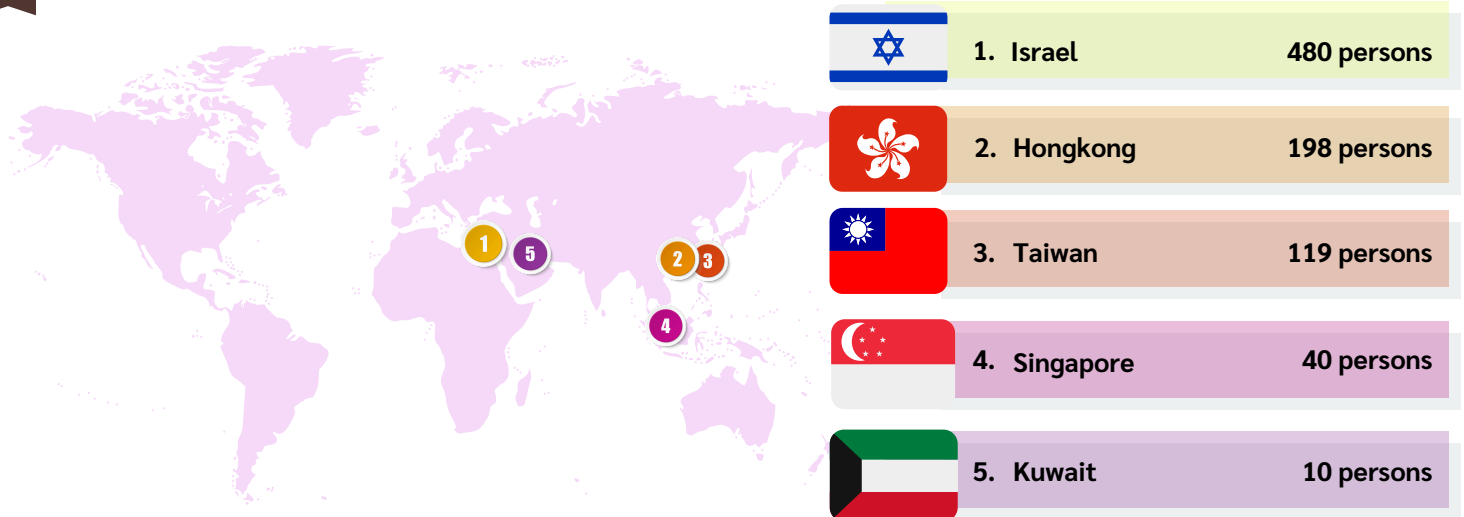 1. Israel 480 persons
2. Hongkong 198 persons
3. Taiwan 119 persons
4. Singapore 40 persons
5. Kuwait 10 persons
1
5
2
3
4